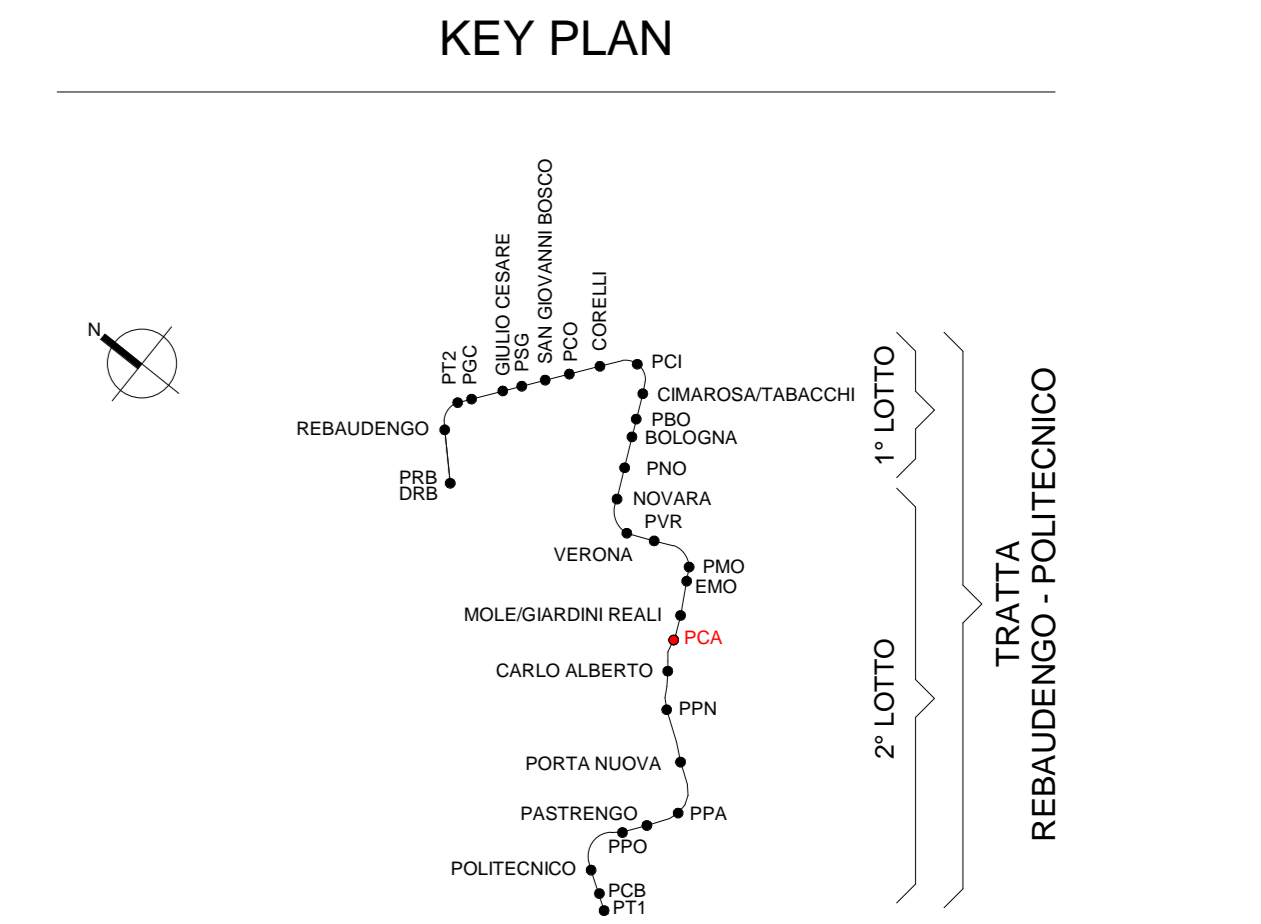 KEY PLAN
N
PT2
PGC
GIULIO CESARE
PSG
SAN GIOVANNI BOSCO
PCO
CORELLI
PCI
CIMAROSA/TABACCHI
REBAUDENGO
PBO
BOLOGNA
PRB
DRB
PNO
NOVARA
PVR
VERONA
PMO
EMO
MOLE/GIARDINI REALI
PCA
CARLO ALBERTO
PPN
PORTA NUOVA
PASTRENGO
PPA
PPO
POLITECNICO
PCB
PT1
1° LOTTO
2° LOTTO
TRATTA
REBAUDENGO - POLITECNICO